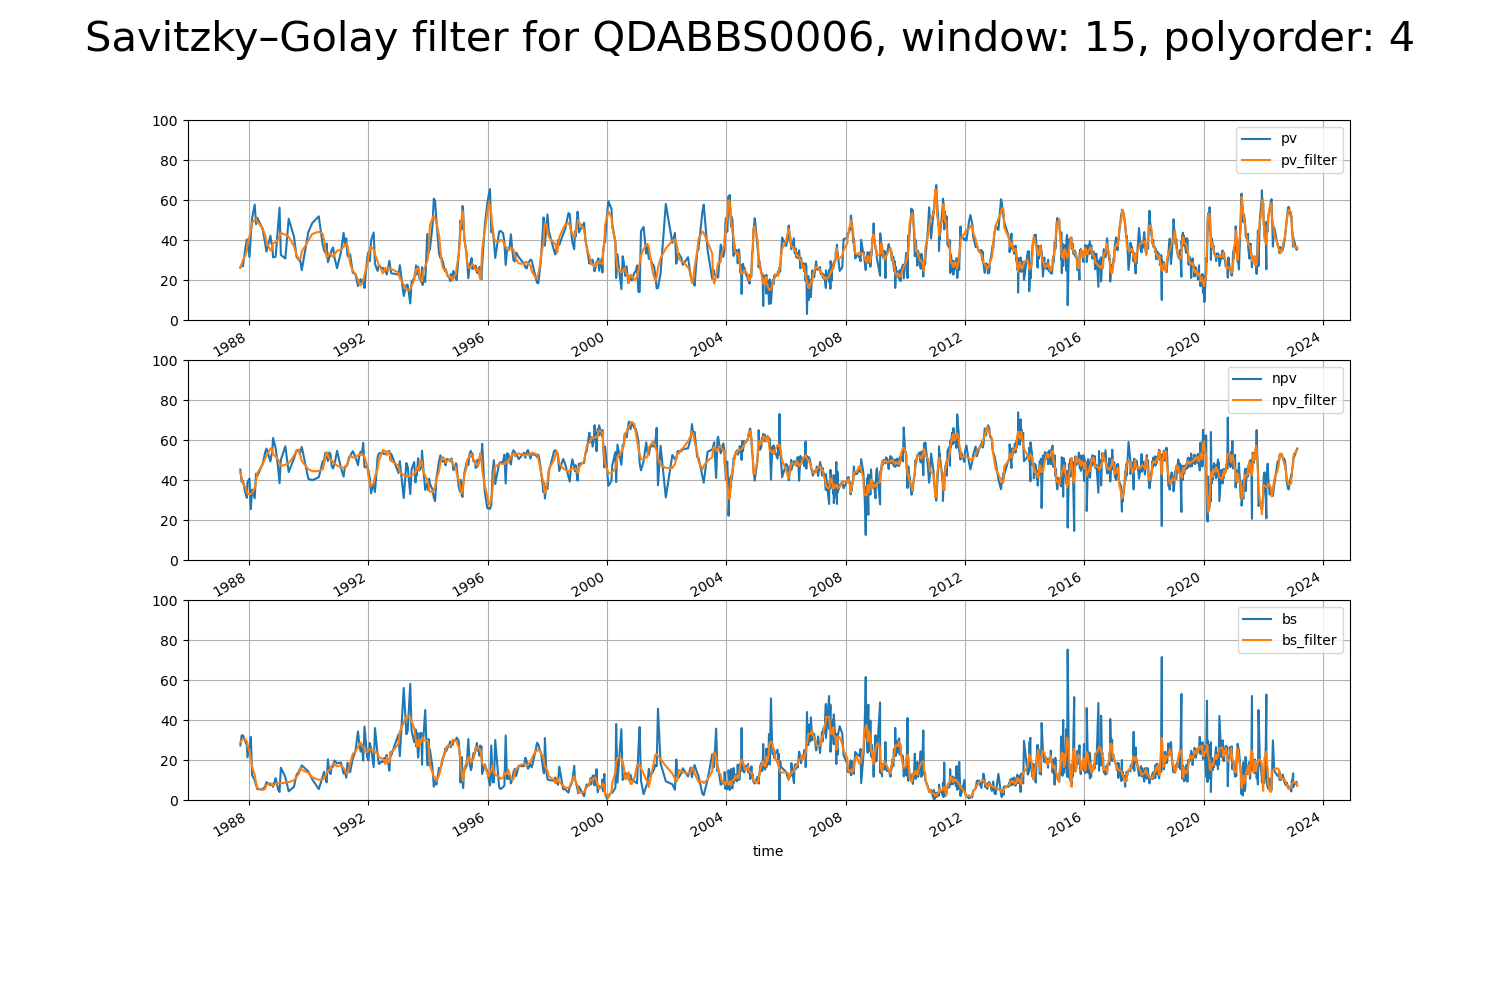 Savitzky–Golay filter for QDABBS0006, window: 15, polyorder: 4
100
80
60
40
20
0
pv
pv_filter
1988 1992 1996 2000 2004 2008 2012 2016 2020 2024
100
80
60
40
20
0
npv
npv_filter
1988 1992 1996 2000 2004 2008 2012 2016 2020 2024
100
80
60
40
20
0
bs
bs_filter
1988 1992 1996 2000 2004 2008 2012 2016 2020 2024
time